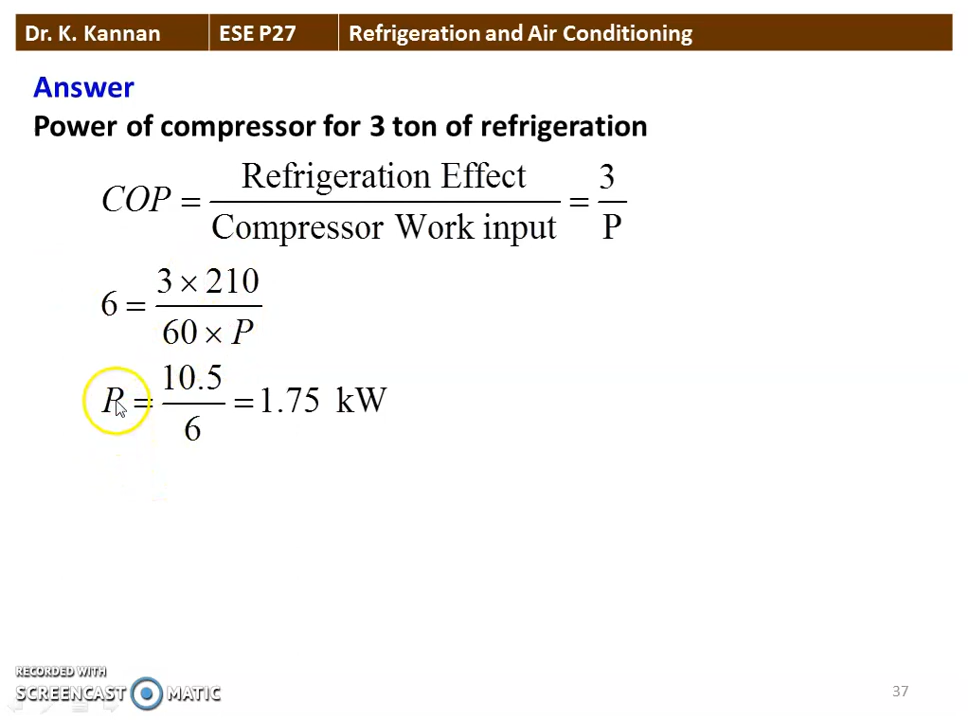 Dr. K. Kannan ESE P27 Refrigeration and Air Conditioning
Answer
Power of compressor for 3 ton of refrigeration
COP = Refrigeration Effect / Compressor Work input = 3 / P
6 = 3 × 210 / 60 × P
P = 10.5 / 6 = 1.75 kW
RECORDED WITH
SCREENCAST MATIC
37